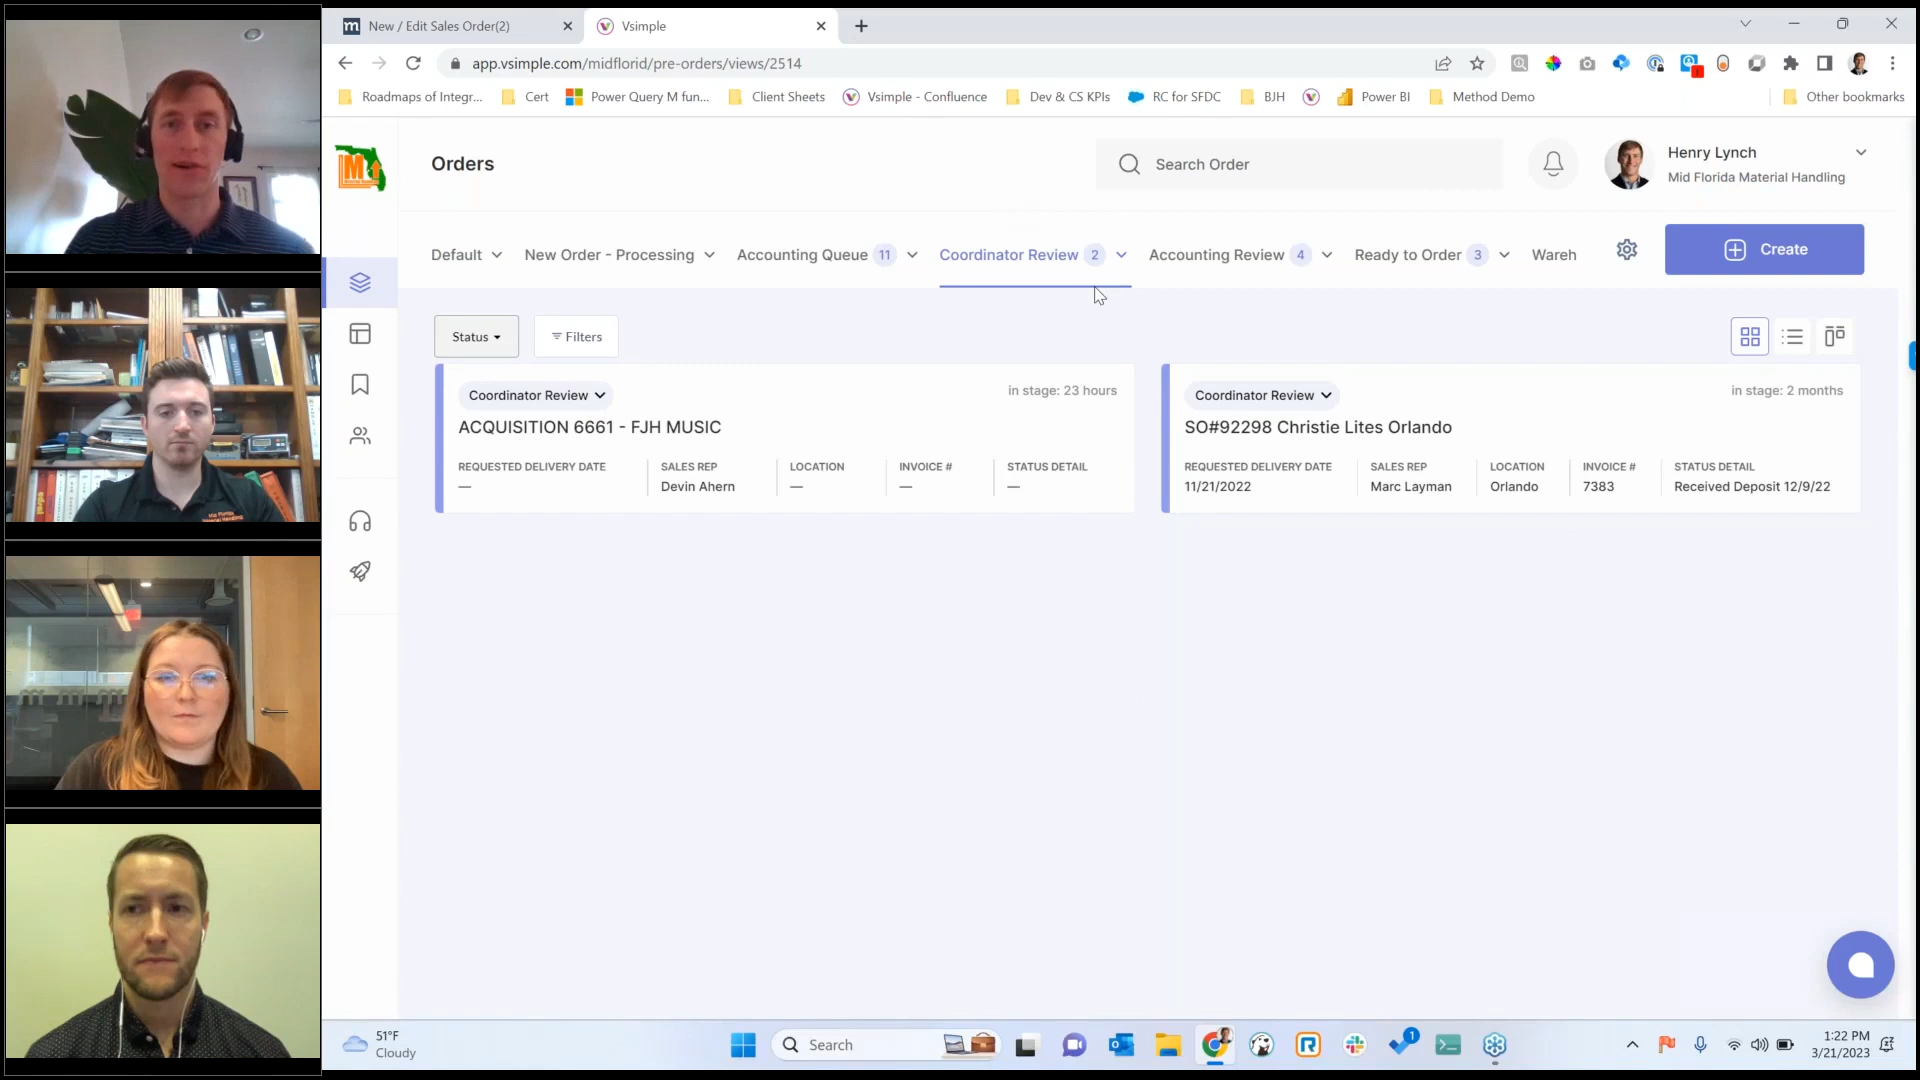 New / Edit Sales Order(2)
Vsimple
app.vsimple.com/midflorid/pre-orders/views/2514
Roadmaps of Integr...
Cert
Power Query M fun...
Client Sheets
Vsimple - Confluence
Dev & CS KPIs
RC for SFDC
BJH
Power BI
Method Demo
Other bookmarks
Orders
Search Order
Henry Lynch
Mid Florida Material Handling
Default
New Order - Processing
Accounting Queue 11
Coordinator Review 2
Accounting Review 4
Ready to Order 3
Wareh
Create
Status
Filters
Coordinator Review
in stage: 23 hours
ACQUISITION 6661 - FJH MUSIC
REQUESTED DELIVERY DATE
—
SALES REP
Devin Ahern
LOCATION
—
INVOICE #
—
STATUS DETAIL
—
Coordinator Review
in stage: 2 months
SO#92298 Christie Lites Orlando
REQUESTED DELIVERY DATE
11/21/2022
SALES REP
Marc Layman
LOCATION
Orlando
INVOICE #
7383
STATUS DETAIL
Received Deposit 12/9/22
51°F
Cloudy
Search
1
1:22 PM
3/21/2023